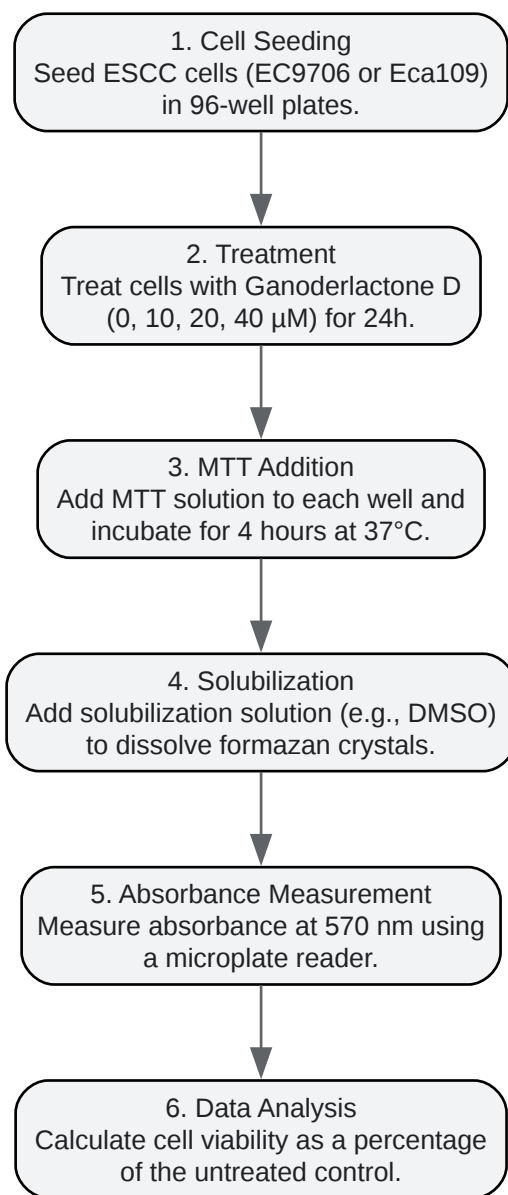 1. Cell Seeding
Seed ESCC cells (EC9706 or Eca109)
in 96-well plates.
2. Treatment
Treat cells with Ganoderlactone D
(0, 10, 20, 40 µM) for 24h.
3. MTT Addition
Add MTT solution to each well and
incubate for 4 hours at 37°C.
4. Solubilization
Add solubilization solution (e.g., DMSO)
to dissolve formazan crystals.
5. Absorbance Measurement
Measure absorbance at 570 nm using
a microplate reader.
6. Data Analysis
Calculate cell viability as a percentage
of the untreated control.